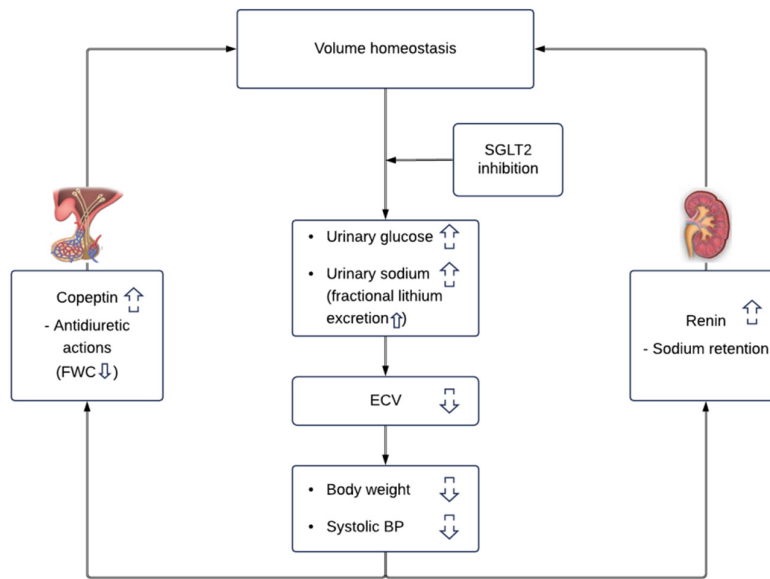 Volume homeostasis
SGLT2
inhibition
• Urinary glucose
• Urinary sodium
(fractional lithium
excretion)
Copeptin
- Antidiuretic
actions
(FWC)
Renin
- Sodium retention
ECV
• Body weight
• Systolic BP